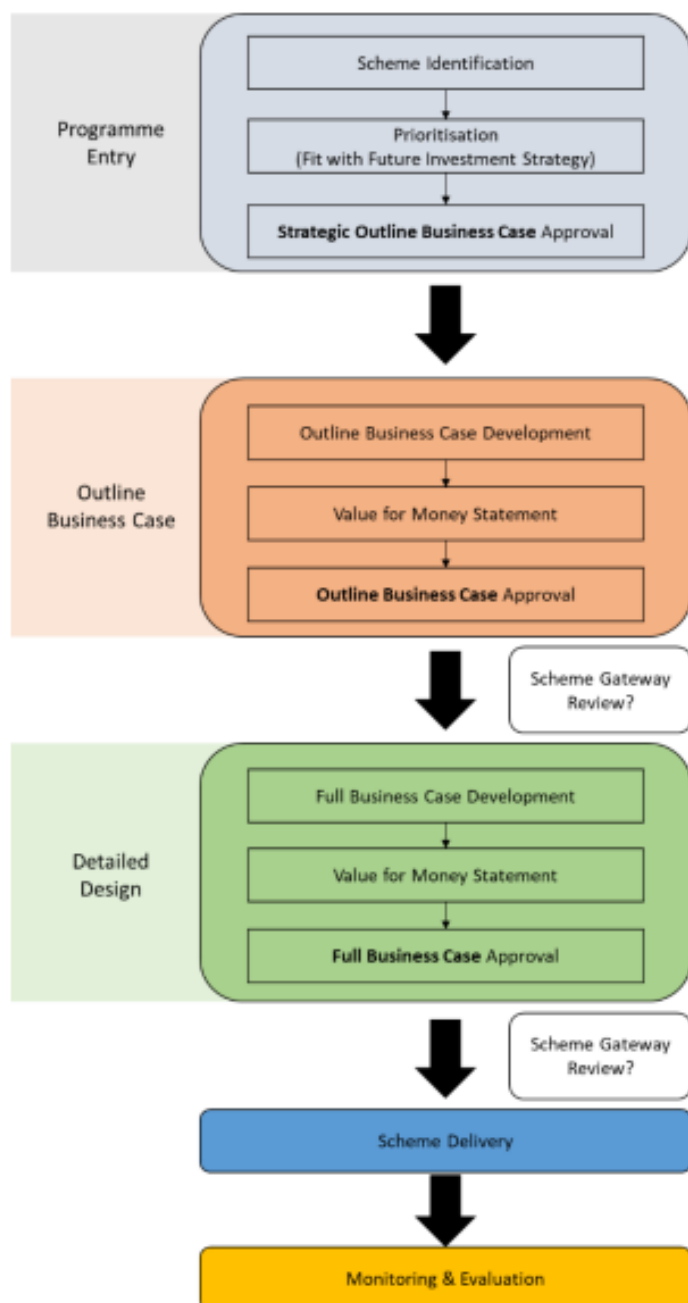 Programme
Entry
Scheme Identification
Prioritisation
(Fit with Future Investment Strategy)
Strategic Outline Business Case Approval
Outline
Business Case
Outline Business Case Development
Value for Money Statement
Outline Business Case Approval
Scheme Gateway
Review?
Detailed
Design
Full Business Case Development
Value for Money Statement
Full Business Case Approval
Scheme Gateway
Review?
Scheme Delivery
Monitoring & Evaluation